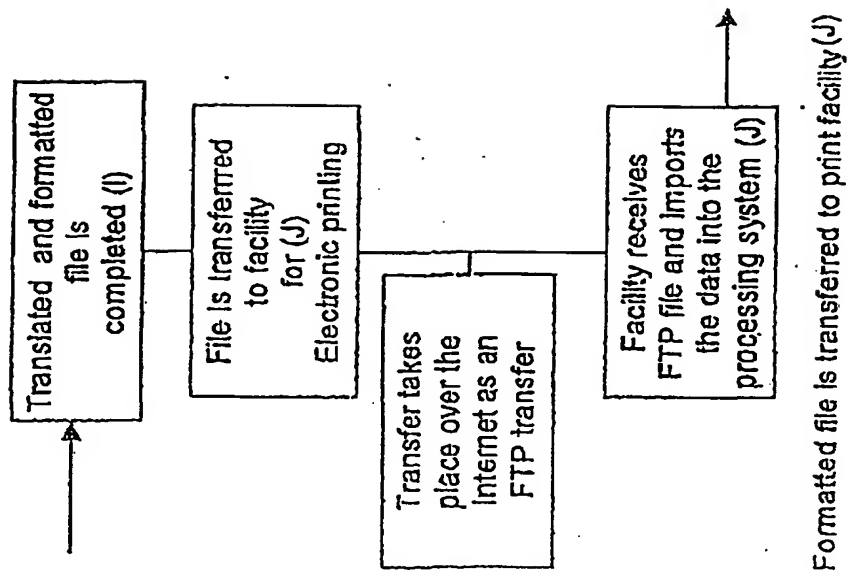 Translated and formatted
file is
completed (I)
File is transferred
to facility
for (J)
Electronic printing
Transfer takes
place over the
Internet as an
FTP transfer
Facility receives
FTP file and imports
the data into the
processing system (J)
Formatted file is transferred to print facility (J)